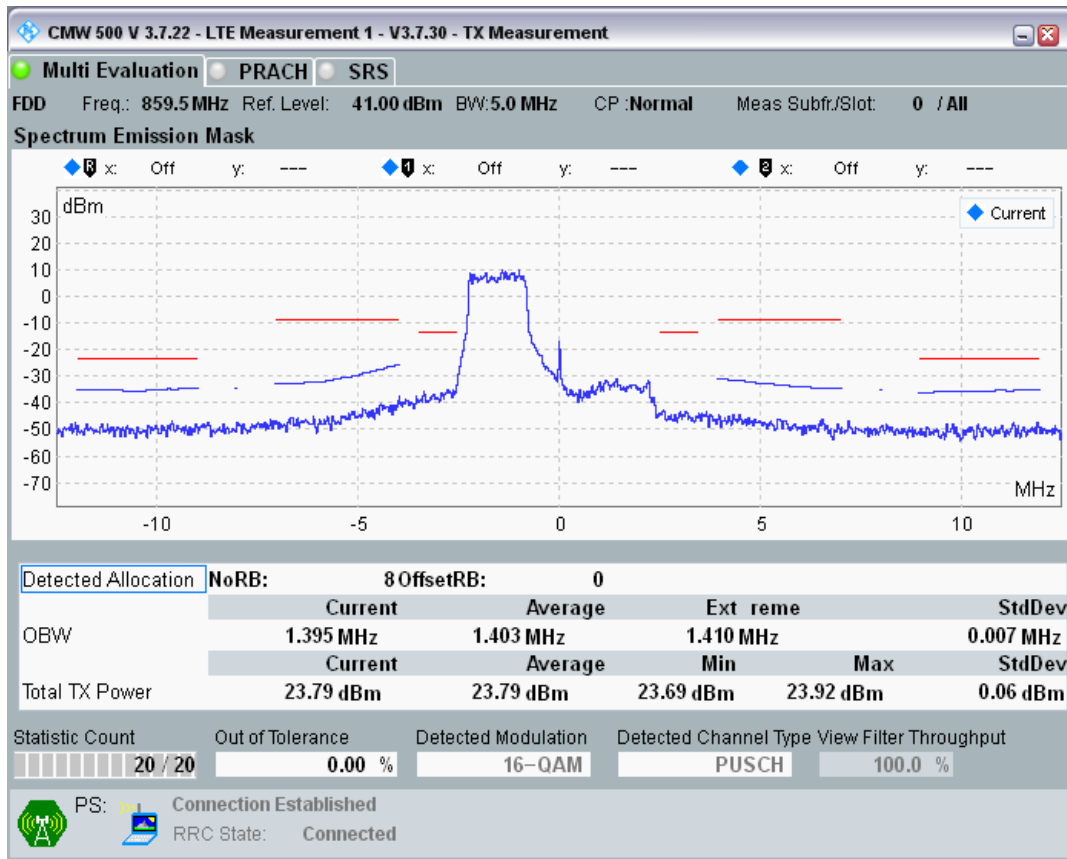 CMW 500 V 3.7.22 - LTE Measurement 1 - V3.7.30 - TX Measurement
Multi Evaluation PRACH SRS
FDD Freq.: 859.5 MHz Ref. Level: 41.00 dBm BW:5.0 MHz CP :Normal Meas Subfr./Slot: 0 / All
Spectrum Emission Mask
R x: Off y: --- 1 x: Off y: --- 2 x: Off y: ---
dBm
Current
30
20
10
0
-10
-20
-30
-40
-50
-60
-70
MHz
-10 -5 0 5 10
Detected Allocation NoRB: 8 OffsetRB: 0
Current Average Ext reme StdDev
OBW 1.395 MHz 1.403 MHz 1.410 MHz 0.007 MHz
Current Average Min Max StdDev
Total TX Power 23.79 dBm 23.79 dBm 23.69 dBm 23.92 dBm 0.06 dBm
Statistic Count Out of Tolerance Detected Modulation Detected Channel Type View Filter Throughput
20 / 20 0.00 % 16-QAM PUSCH 100.0 %
PS: Connection Established
RRC State: Connected